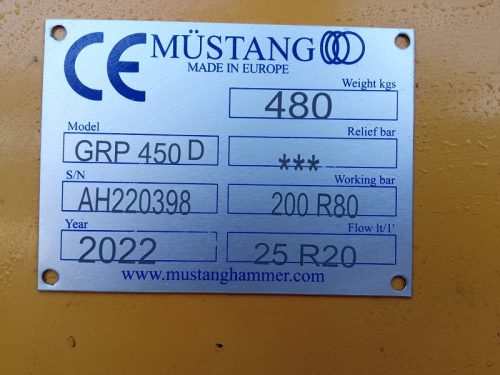 CE MÜSTANG
MADE IN EUROPE
Weight kgs
480
Model
GRP 450 D
Relief bar
***
S/N
AH220398
Working bar
200 R80
Year
2022
Flow lt/1'
25 R20
www.mustanghammer.com